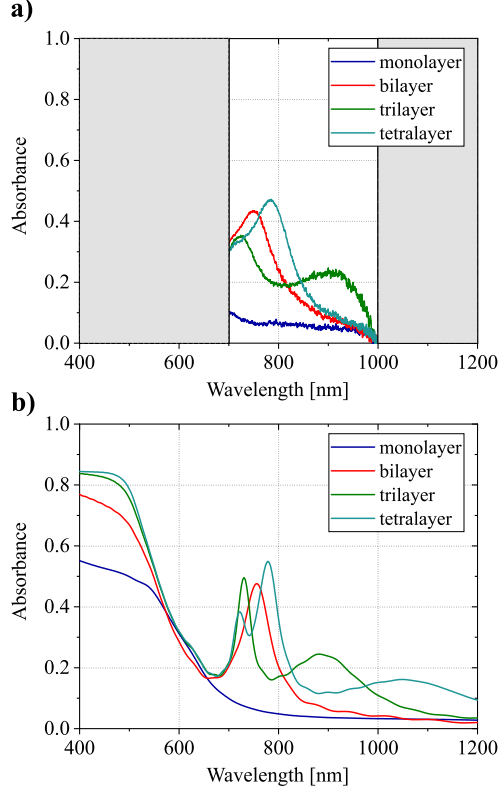 a)
1.0
0.8
0.6
0.4
0.2
0.0
Absorbance
monolayer
bilayer
trilayer
tetralayer
400 600 800 1000 1200
Wavelength [nm]
b)
1.0
0.8
0.6
0.4
0.2
0.0
Absorbance
monolayer
bilayer
trilayer
tetralayer
400 600 800 1000 1200
Wavelength [nm]